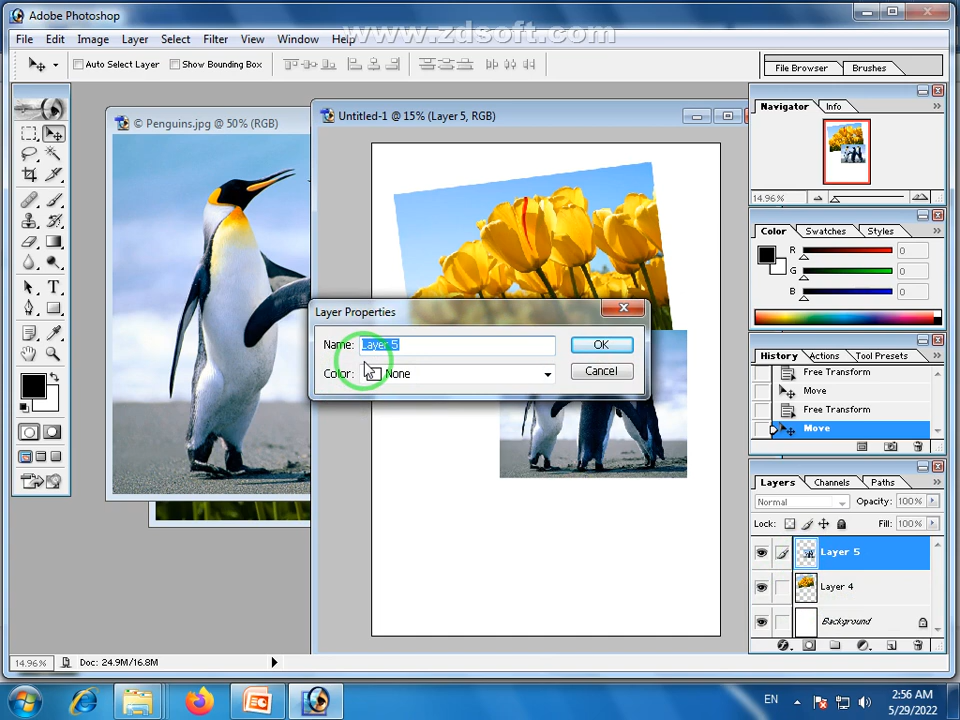 Adobe Photoshop
www.zdsoft.com
File Edit Image Layer Select Filter View Window Help
Auto Select Layer Show Bounding Box
File Browser Brushes
© Penguins.jpg @ 50% (RGB)
Untitled-1 @ 15% (Layer 5, RGB)
Navigator Info
14.96%
Color Swatches Styles
R 0
G 0
B 0
Layer Properties
Name: Layer 5 OK
Color: None Cancel
History Actions Tool Presets
Free Transform
Move
Free Transform
Move
Layers Channels Paths
Normal Opacity: 100%
Lock: Fill: 100%
Layer 5
Layer 4
Background
14.96% Doc: 24.9M/16.8M
EN 2:56 AM
5/29/2022